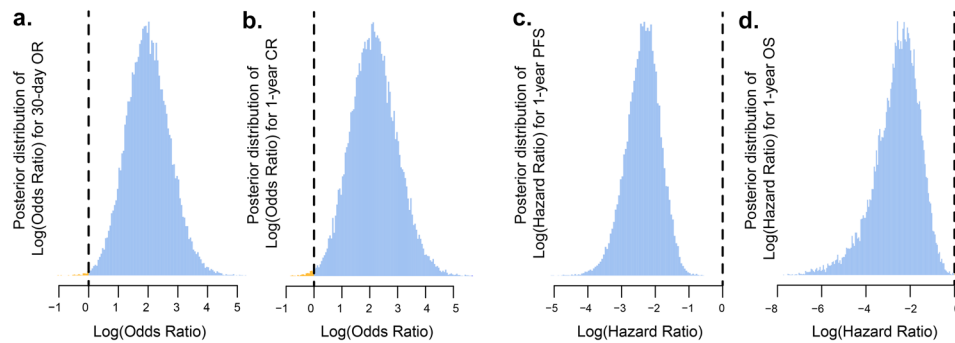 a.
Posterior distribution of
Log(Odds Ratio) for 30-day OR
−1 0 1 2 3 4 5
Log(Odds Ratio)
b.
Posterior distribution of
Log(Odds Ratio) for 1-year CR
−1 0 1 2 3 4 5
Log(Odds Ratio)
c.
Posterior distribution of
Log(Hazard Ratio) for 1-year PFS
−5 −4 −3 −2 −1 0
Log(Hazard Ratio)
d.
Posterior distribution of
Log(Hazard Ratio) for 1-year OS
−8 −6 −4 −2 0
Log(Hazard Ratio)